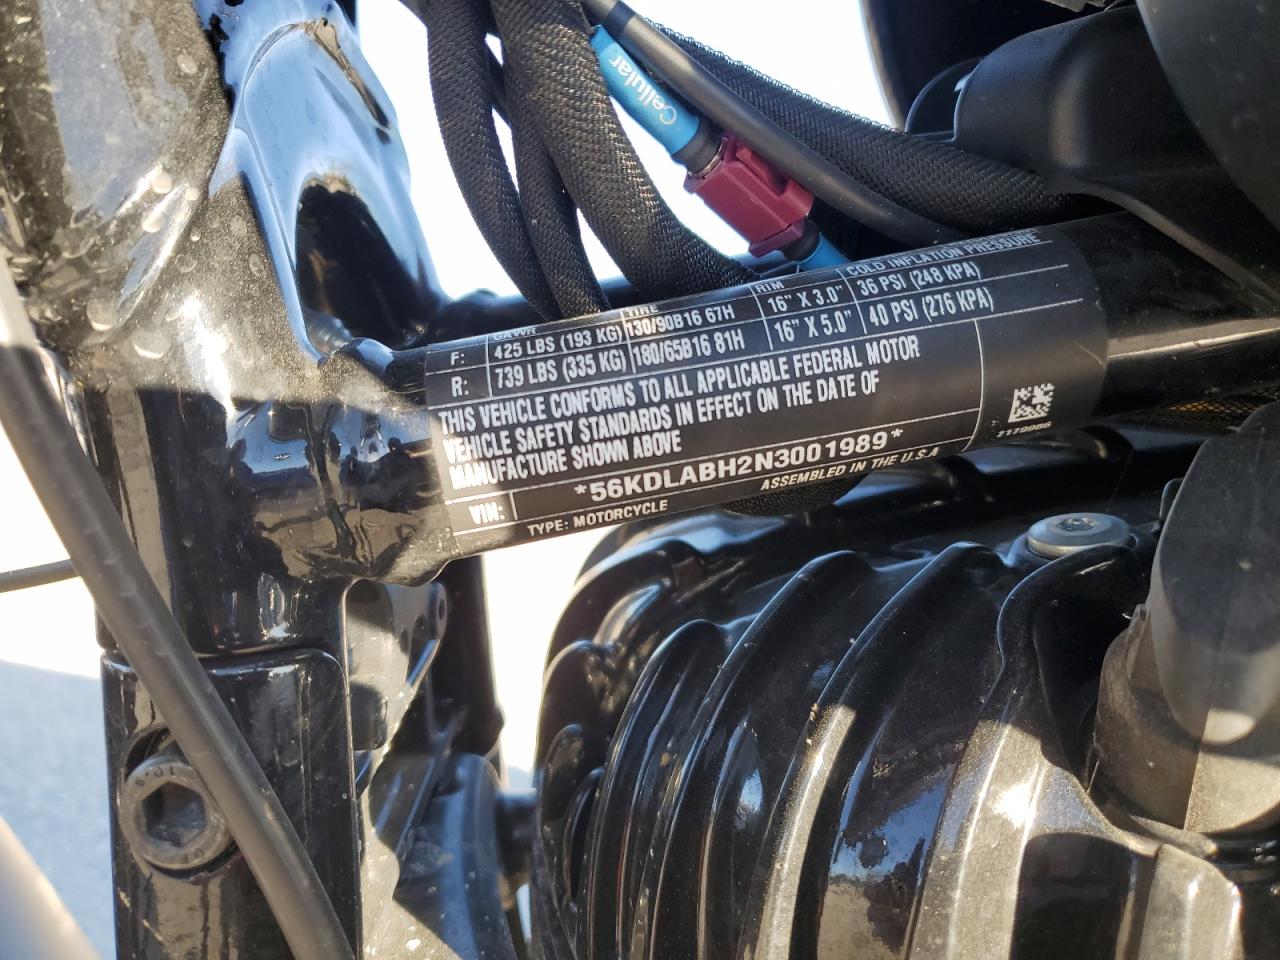 Cellular
GAWR TIRE RIM COLD INFLATION PRESSURE
F: 425 LBS (193 KG) 130/90B16 67H 16" X 3.0" 36 PSI (248 KPA)
R: 739 LBS (335 KG) 180/65B16 81H 16" X 5.0" 40 PSI (276 KPA)
THIS VEHICLE CONFORMS TO ALL APPLICABLE FEDERAL MOTOR
VEHICLE SAFETY STANDARDS IN EFFECT ON THE DATE OF
MANUFACTURE SHOWN ABOVE
VIN: *56KDLABH2N3001989*
TYPE: MOTORCYCLE ASSEMBLED IN THE U.S.A
7179986
10.9